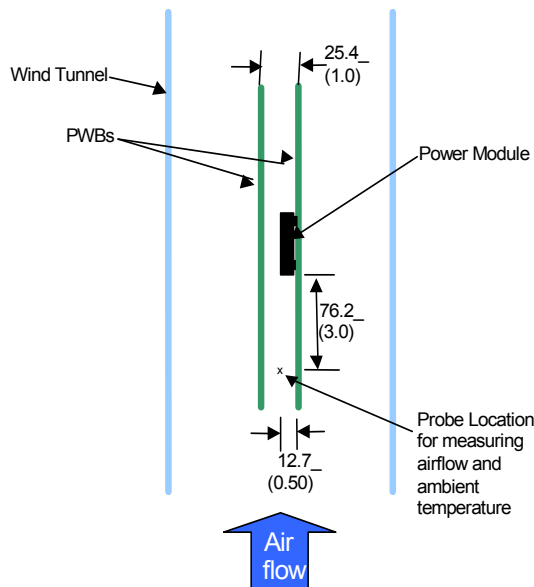 25.4_
(1.0)
Wind Tunnel
PWBs
Power Module
76.2_
(3.0)
x
Probe Location
for measuring
airflow and
ambient
temperature
12.7_
(0.50)
Air
flow